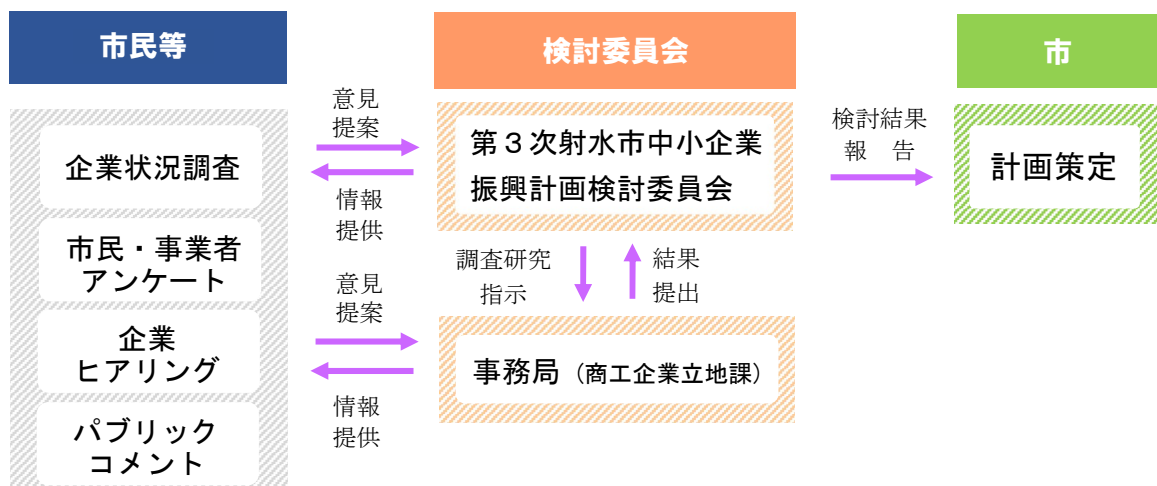 市民等
企業状況調査
市民・事業者
アンケート
企業
ヒアリング
パブリック
コメント
意見
提案
情報
提供
意見
提案
情報
提供
検討委員会
第３次射水市中小企業
振興計画検討委員会
調査研究
指示
結果
提出
事務局（商工企業立地課）
検討結果
報　告
市
計画策定